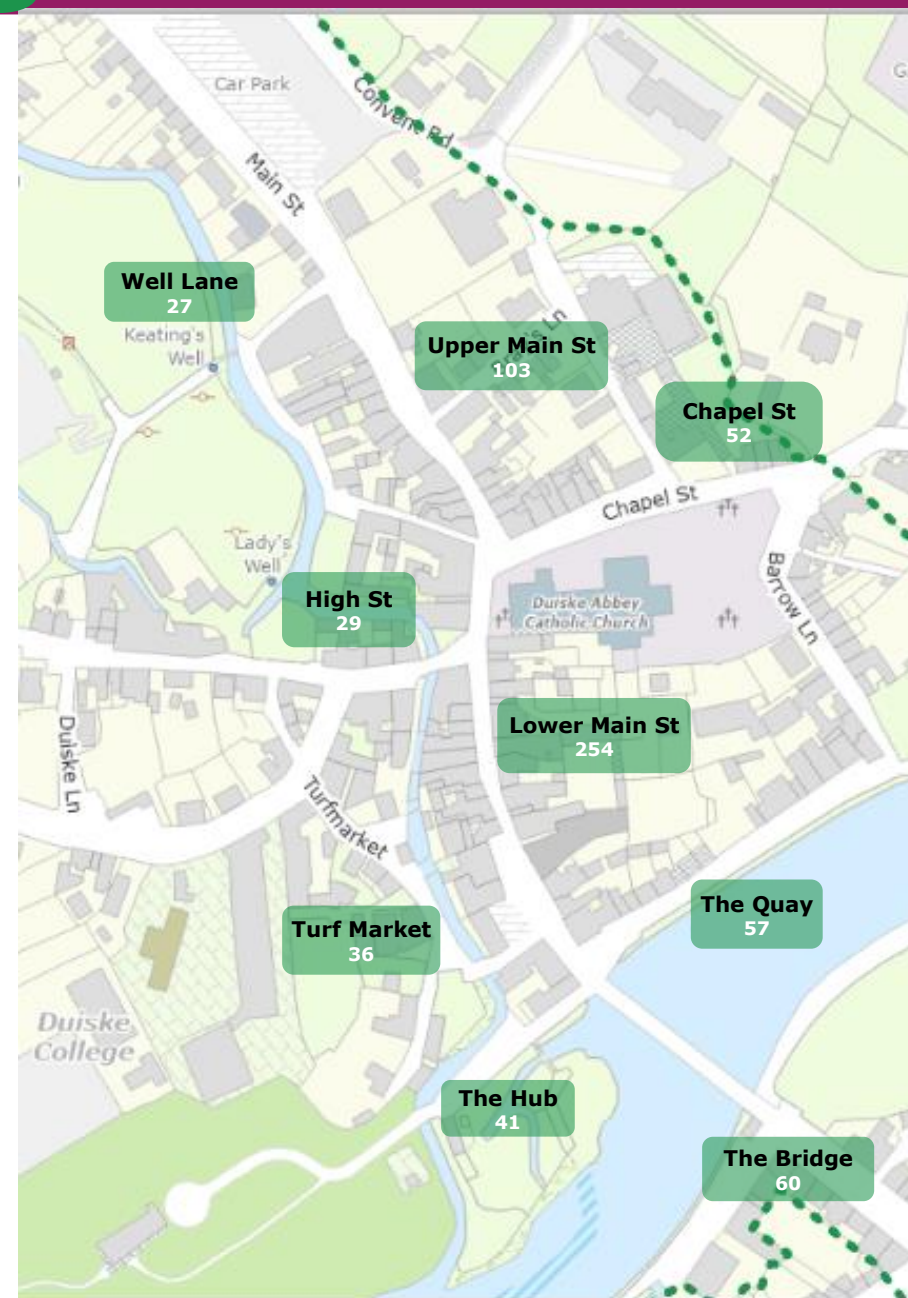 Car Park
Convent Rd
Main St
Well Lane
27
Keating's
Well
Upper Main St
103
Chapel St
52
Chapel St
Lady's
Well
High St
29
Duiske Abbey
Catholic Church
Barrow Ln
Lower Main St
254
Duiske Ln
Turfmarket
The Quay
57
Turf Market
36
Duiske
College
The Hub
41
The Bridge
60